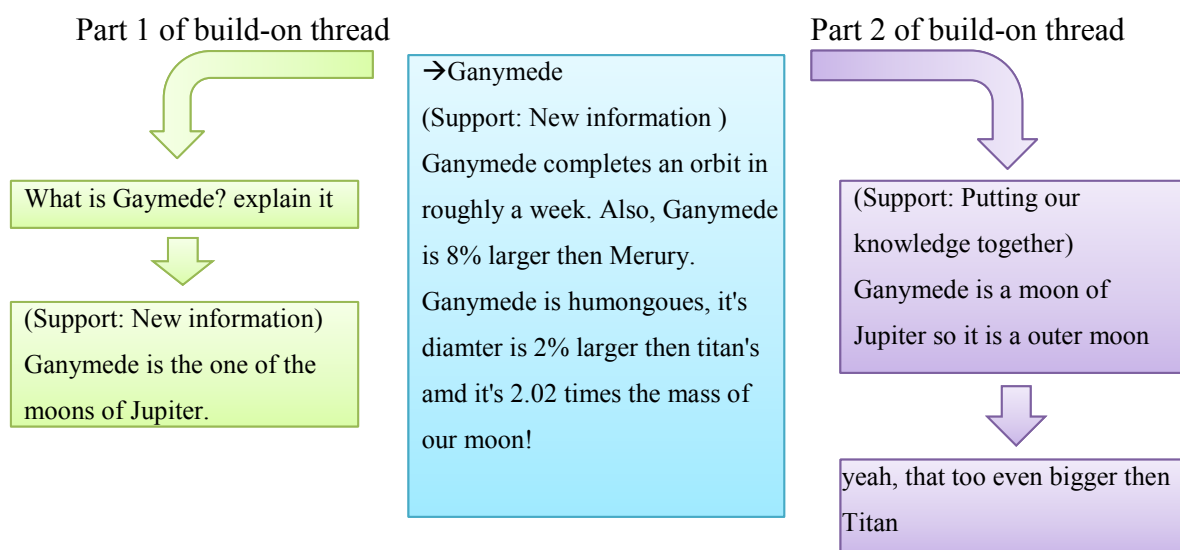 Part 1 of build-on thread
Part 2 of build-on thread
What is Gaymede? explain it
(Support: New information)
Ganymede is the one of the
moons of Jupiter.
→Ganymede
(Support: New information )
Ganymede completes an orbit in
roughly a week. Also, Ganymede
is 8% larger then Merury.
Ganymede is humongoues, it's
diamter is 2% larger then titan's
amd it's 2.02 times the mass of
our moon!
(Support: Putting our
knowledge together)
Ganymede is a moon of
Jupiter so it is a outer moon
yeah, that too even bigger then
Titan